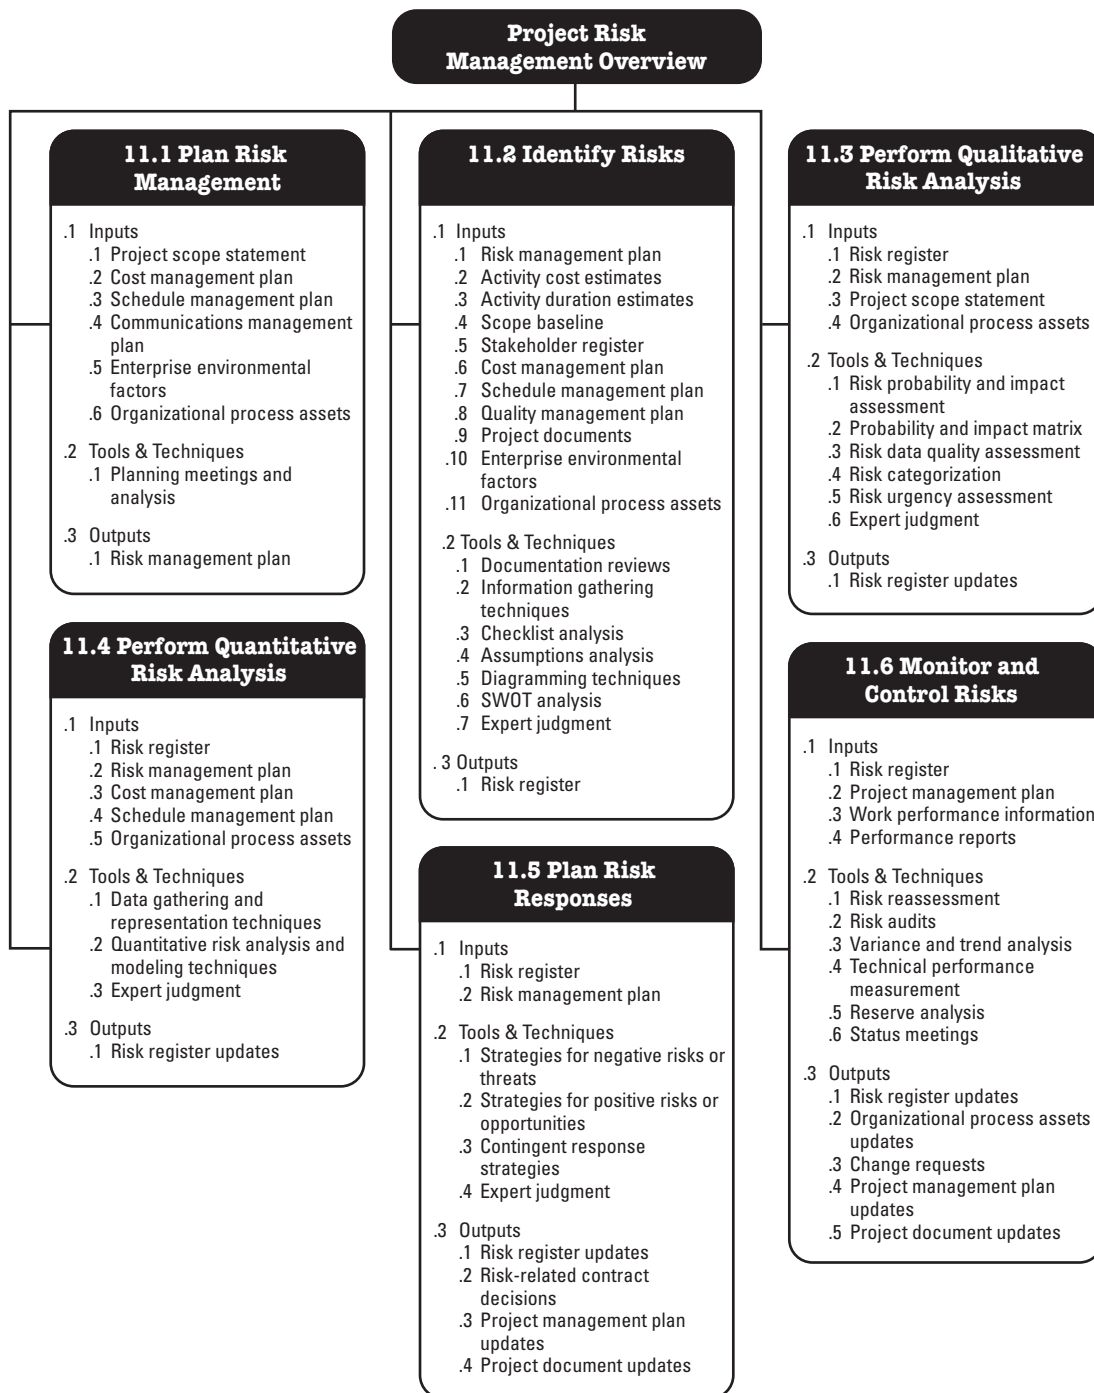 Project Risk
Management Overview
11.1 Plan Risk
Management
.1 Inputs
.1 Project scope statement
.2 Cost management plan
.3 Schedule management plan
.4 Communications management
plan
.5 Enterprise environmental
factors
.6 Organizational process assets
.2 Tools & Techniques
.1 Planning meetings and
analysis
.3 Outputs
.1 Risk management plan
11.2 Identify Risks
.1 Inputs
.1 Risk management plan
.2 Activity cost estimates
.3 Activity duration estimates
.4 Scope baseline
.5 Stakeholder register
.6 Cost management plan
.7 Schedule management plan
.8 Quality management plan
.9 Project documents
.10 Enterprise environmental
factors
.11 Organizational process assets
.2 Tools & Techniques
.1 Documentation reviews
.2 Information gathering
techniques
.3 Checklist analysis
.4 Assumptions analysis
.5 Diagramming techniques
.6 SWOT analysis
.7 Expert judgment
. 3 Outputs
.1 Risk register
11.3 Perform Qualitative
Risk Analysis
.1 Inputs
.1 Risk register
.2 Risk management plan
.3 Project scope statement
.4 Organizational process assets
.2 Tools & Techniques
.1 Risk probability and impact
assessment
.2 Probability and impact matrix
.3 Risk data quality assessment
.4 Risk categorization
.5 Risk urgency assessment
.6 Expert judgment
.3 Outputs
.1 Risk register updates
11.4 Perform Quantitative
Risk Analysis
.1 Inputs
.1 Risk register
.2 Risk management plan
.3 Cost management plan
.4 Schedule management plan
.5 Organizational process assets
.2 Tools & Techniques
.1 Data gathering and
representation techniques
.2 Quantitative risk analysis and
modeling techniques
.3 Expert judgment
.3 Outputs
.1 Risk register updates
11.5 Plan Risk
Responses
.1 Inputs
.1 Risk register
.2 Risk management plan
.2 Tools & Techniques
.1 Strategies for negative risks or
threats
.2 Strategies for positive risks or
opportunities
.3 Contingent response
strategies
.4 Expert judgment
.3 Outputs
.1 Risk register updates
.2 Risk-related contract
decisions
.3 Project management plan
updates
.4 Project document updates
11.6 Monitor and
Control Risks
.1 Inputs
.1 Risk register
.2 Project management plan
.3 Work performance information
.4 Performance reports
.2 Tools & Techniques
.1 Risk reassessment
.2 Risk audits
.3 Variance and trend analysis
.4 Technical performance
measurement
.5 Reserve analysis
.6 Status meetings
.3 Outputs
.1 Risk register updates
.2 Organizational process assets
updates
.3 Change requests
.4 Project management plan
updates
.5 Project document updates